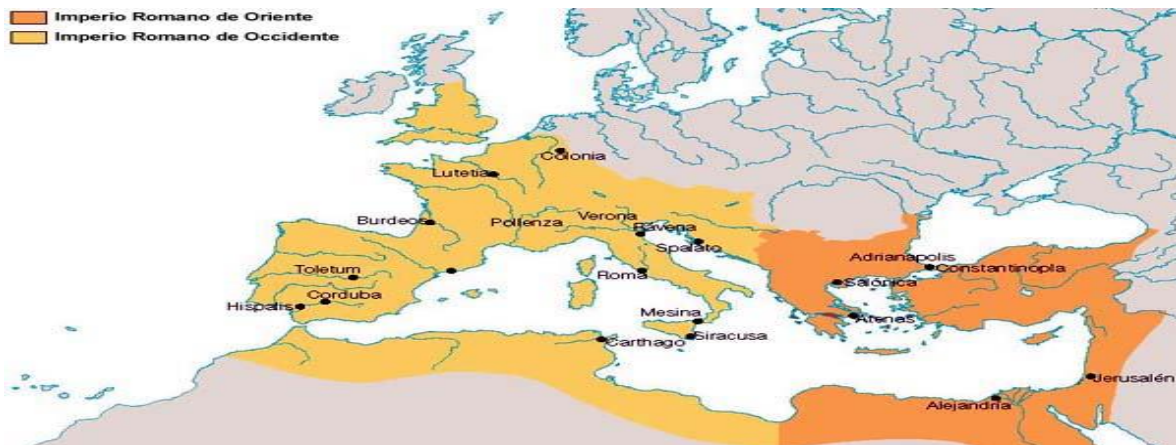 Imperio Romano de Oriente
Imperio Romano de Occidente
Colonia
Lutetia
Burdeos
Pollenza
Verona
Ravena
Spalato
Adrianapolis
Constantinopla
Toletum
Roma
Salónica
Hispalis
Corduba
Mesina
Atenas
Carthago
Siracusa
Jerusalén
Alejandria